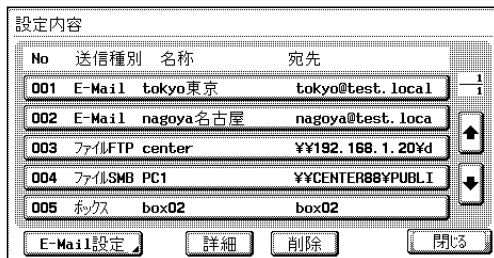 設定内容
No 送信種別 名称 宛先
001 E-Mail tokyo東京 tokyo@test.local
1
1
002 E-Mail nagoya名古屋 nagoya@test.loca
003 ファイルFTP center ¥¥192.168.1.20¥d
004 ファイルSMB PC1 ¥¥CENTER88¥PUBLI
005 ボックス box02 box02
E-Mail設定 詳細 削除 閉じる